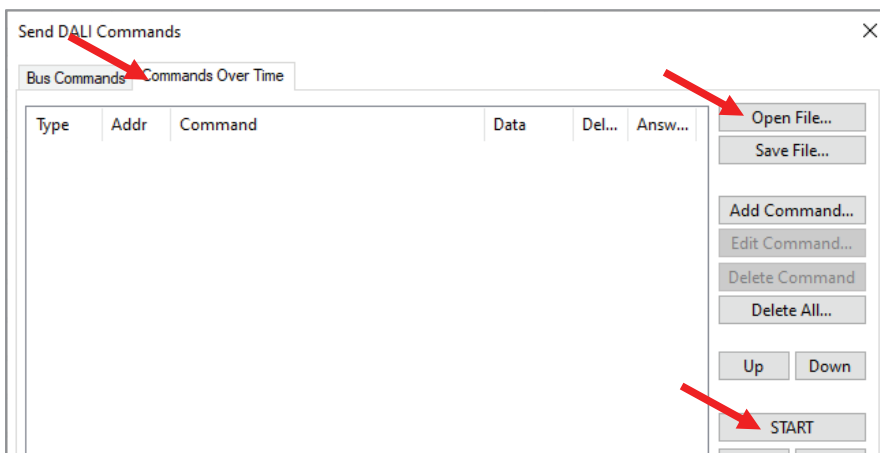 Send DALI Commands
Bus Commands Commands Over Time
Type Addr Command Data Del... Answ...
Open File...
Save File...
Add Command...
Edit Command...
Delete Command
Delete All...
Up Down
START